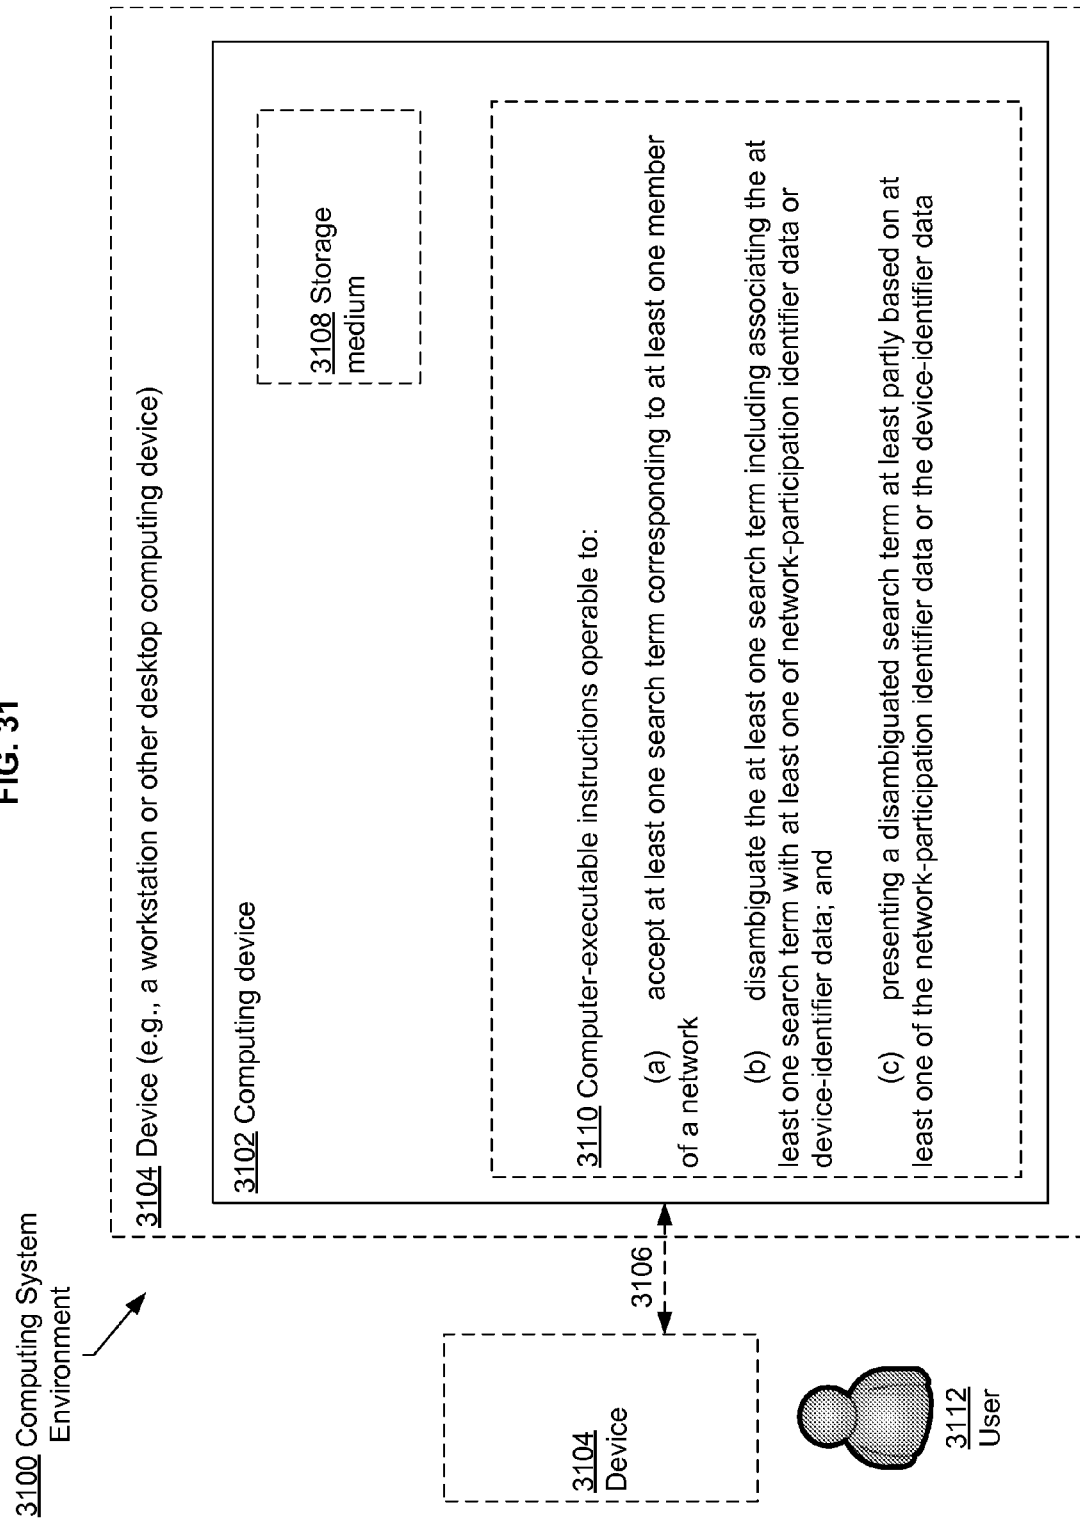 FIG. 31
3100 Computing System
Environment
3104 Device (e.g., a workstation or other desktop computing device)
3102 Computing device
3108 Storage
medium
3110 Computer-executable instructions operable to:
(a) accept at least one search term corresponding to at least one member
of a network
(b) disambiguate the at least one search term including associating the at
least one search term with at least one of network-participation identifier data or
device-identifier data; and
(c) presenting a disambiguated search term at least partly based on at
least one of the network-participation identifier data or the device-identifier data
3106
3104
Device
3112
User